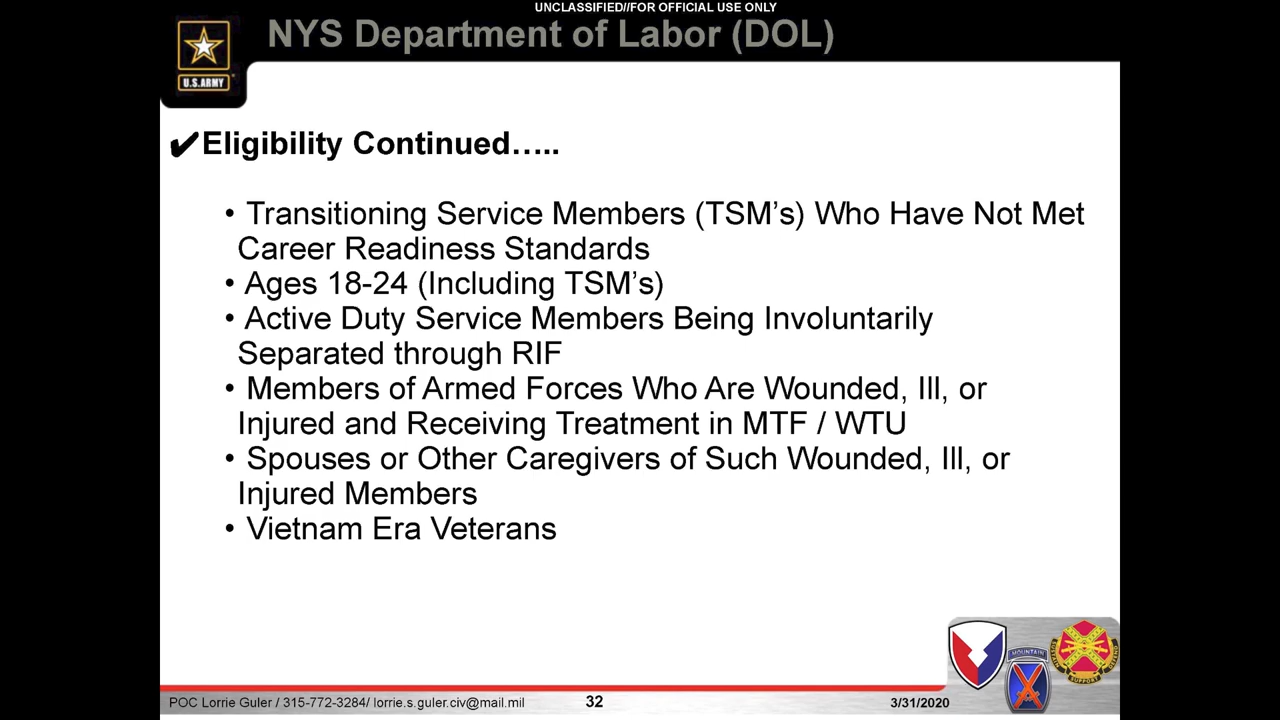 UNCLASSIFIED//FOR OFFICIAL USE ONLY
NYS Department of Labor (DOL)
U.S.ARMY
✔Eligibility Continued…..
• Transitioning Service Members (TSM’s) Who Have Not Met
Career Readiness Standards
• Ages 18-24 (Including TSM’s)
• Active Duty Service Members Being Involuntarily
Separated through RIF
• Members of Armed Forces Who Are Wounded, Ill, or
Injured and Receiving Treatment in MTF / WTU
• Spouses or Other Caregivers of Such Wounded, Ill, or
Injured Members
• Vietnam Era Veterans
MOUNTAIN
SUSTAIN SUPPORT DEFEND
POC Lorrie Guler / 315-772-3284/ lorrie.s.guler.civ@mail.mil 32 3/31/2020